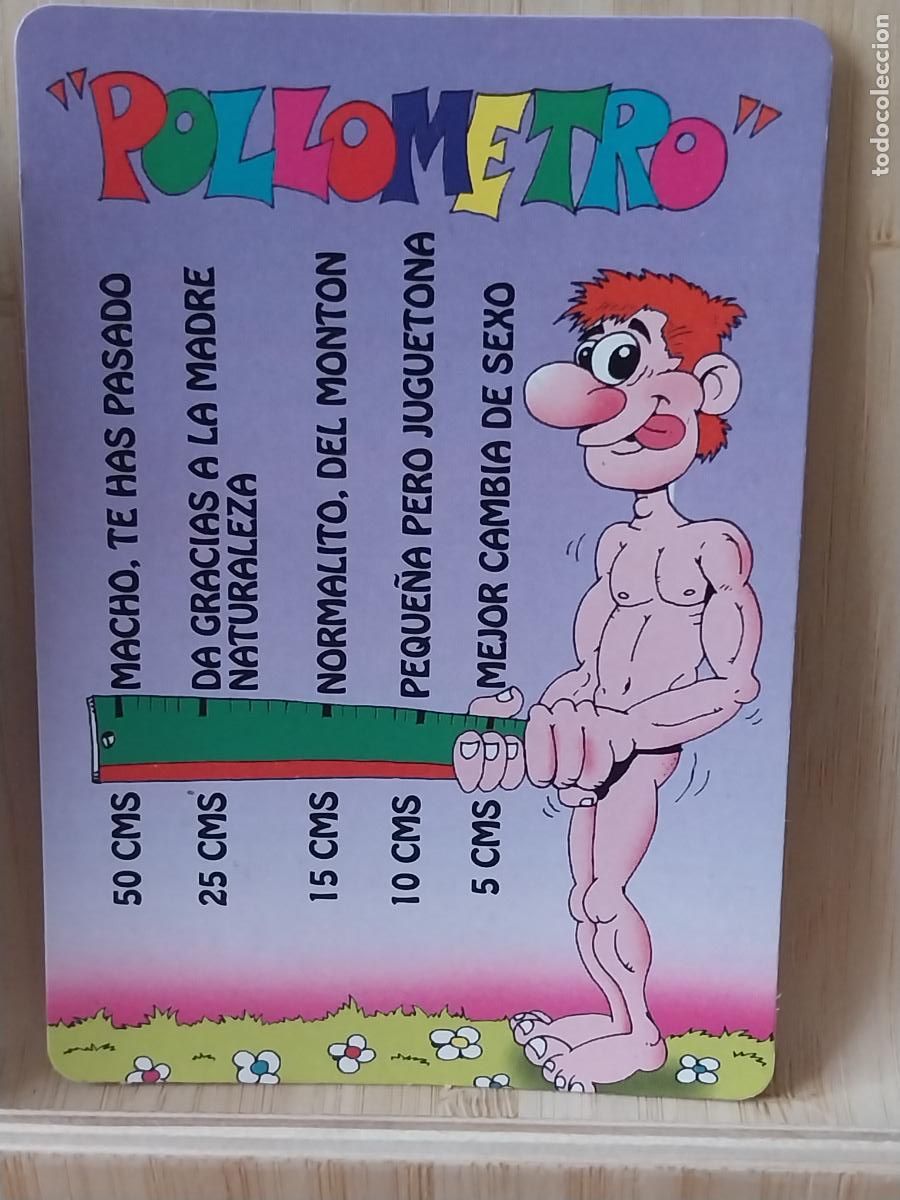 "POLLOMETRO"
50 CMS MACHO, TE HAS PASADO
25 CMS DA GRACIAS A LA MADRE
NATURALEZA
15 CMS NORMALITO, DEL MONTON
10 CMS PEQUEÑA PERO JUGUETONA
5 CMS MEJOR CAMBIA DE SEXO
todocoleccion